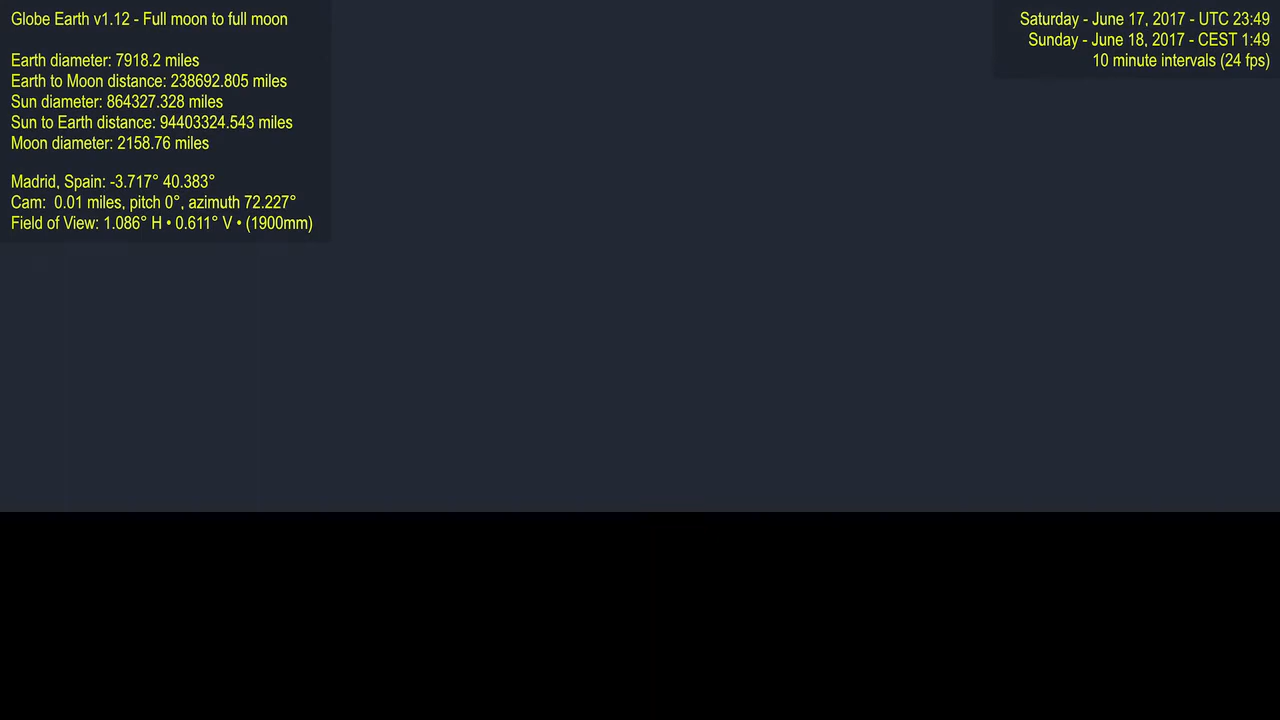 Globe Earth v1.12 - Full moon to full moon
Earth diameter: 7918.2 miles
Earth to Moon distance: 238692.805 miles
Sun diameter: 864327.328 miles
Sun to Earth distance: 94403324.543 miles
Moon diameter: 2158.76 miles
Madrid, Spain: -3.717° 40.383°
Cam:  0.01 miles, pitch 0°, azimuth 72.227°
Field of View: 1.086° H • 0.611° V • (1900mm)
Saturday - June 17, 2017 - UTC 23:49
Sunday - June 18, 2017 - CEST 1:49
10 minute intervals (24 fps)